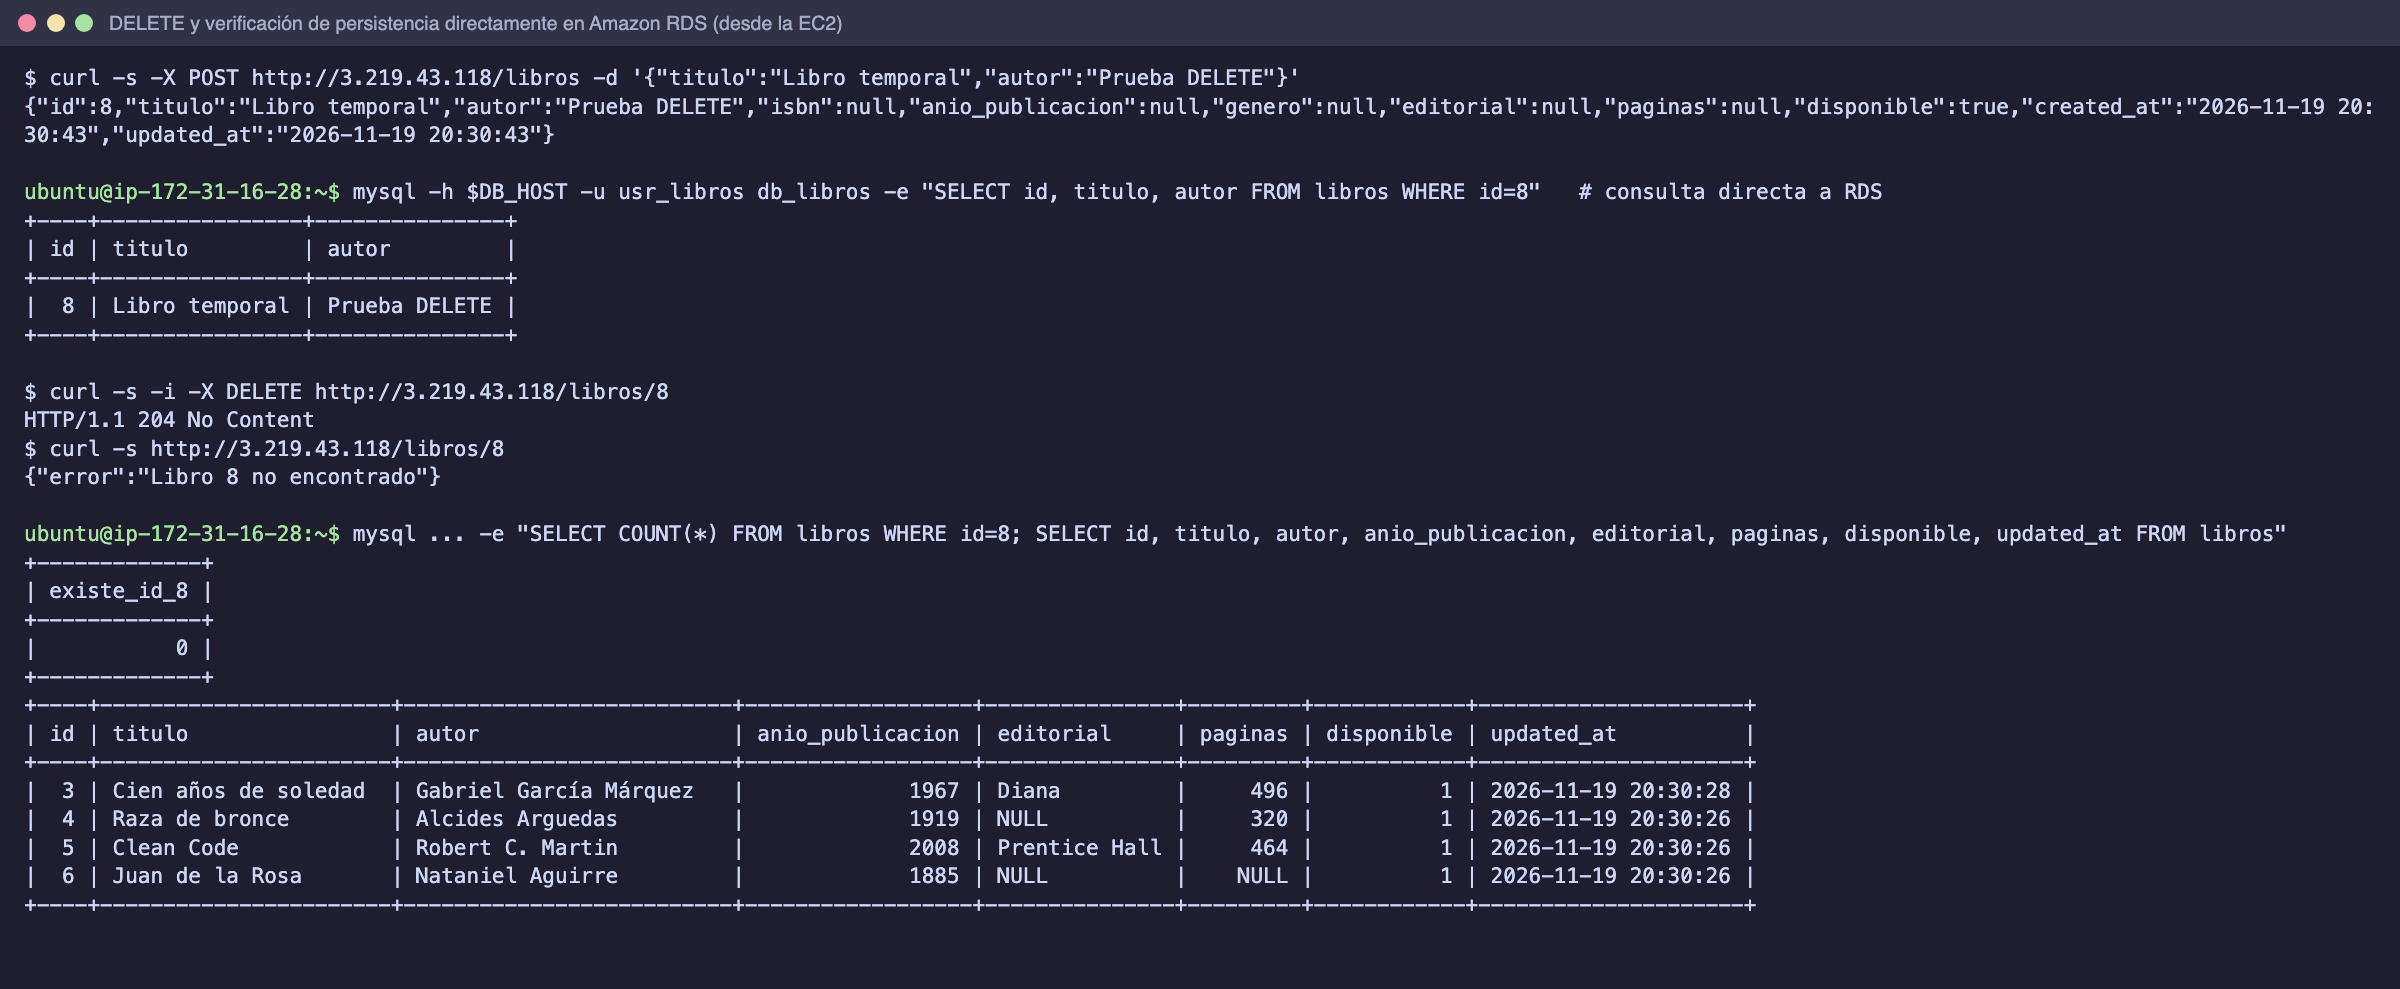 DELETE y verificación de persistencia directamente en Amazon RDS (desde la EC2)
$ curl -s -X POST http://3.219.43.118/libros -d '{"titulo":"Libro temporal","autor":"Prueba DELETE"}'
{"id":8,"titulo":"Libro temporal","autor":"Prueba DELETE","isbn":null,"anio_publicacion":null,"genero":null,"editorial":null,"paginas":null,"disponible":true,"created_at":"2026-11-19 20:
30:43","updated_at":"2026-11-19 20:30:43"}
ubuntu@ip-172-31-16-28:~$ mysql -h $DB_HOST -u usr_libros db_libros -e "SELECT id, titulo, autor FROM libros WHERE id=8"   # consulta directa a RDS
+----+----------------+---------------+
| id | titulo         | autor         |
+----+----------------+---------------+
|  8 | Libro temporal | Prueba DELETE |
+----+----------------+---------------+
$ curl -s -i -X DELETE http://3.219.43.118/libros/8
HTTP/1.1 204 No Content
$ curl -s http://3.219.43.118/libros/8
{"error":"Libro 8 no encontrado"}
ubuntu@ip-172-31-16-28:~$ mysql ... -e "SELECT COUNT(*) FROM libros WHERE id=8; SELECT id, titulo, autor, anio_publicacion, editorial, paginas, disponible, updated_at FROM libros"
+-------------+
| existe_id_8 |
+-------------+
|           0 |
+-------------+
+----+-----------------------+--------------------------+------------------+---------------+---------+------------+---------------------+
| id | titulo                | autor                    | anio_publicacion | editorial     | paginas | disponible | updated_at          |
+----+-----------------------+--------------------------+------------------+---------------+---------+------------+---------------------+
|  3 | Cien años de soledad  | Gabriel García Márquez   |             1967 | Diana         |     496 |          1 | 2026-11-19 20:30:28 |
|  4 | Raza de bronce        | Alcides Arguedas         |             1919 | NULL          |     320 |          1 | 2026-11-19 20:30:26 |
|  5 | Clean Code            | Robert C. Martin         |             2008 | Prentice Hall |     464 |          1 | 2026-11-19 20:30:26 |
|  6 | Juan de la Rosa       | Nataniel Aguirre         |             1885 | NULL          |    NULL |          1 | 2026-11-19 20:30:26 |
+----+-----------------------+--------------------------+------------------+---------------+---------+------------+---------------------+